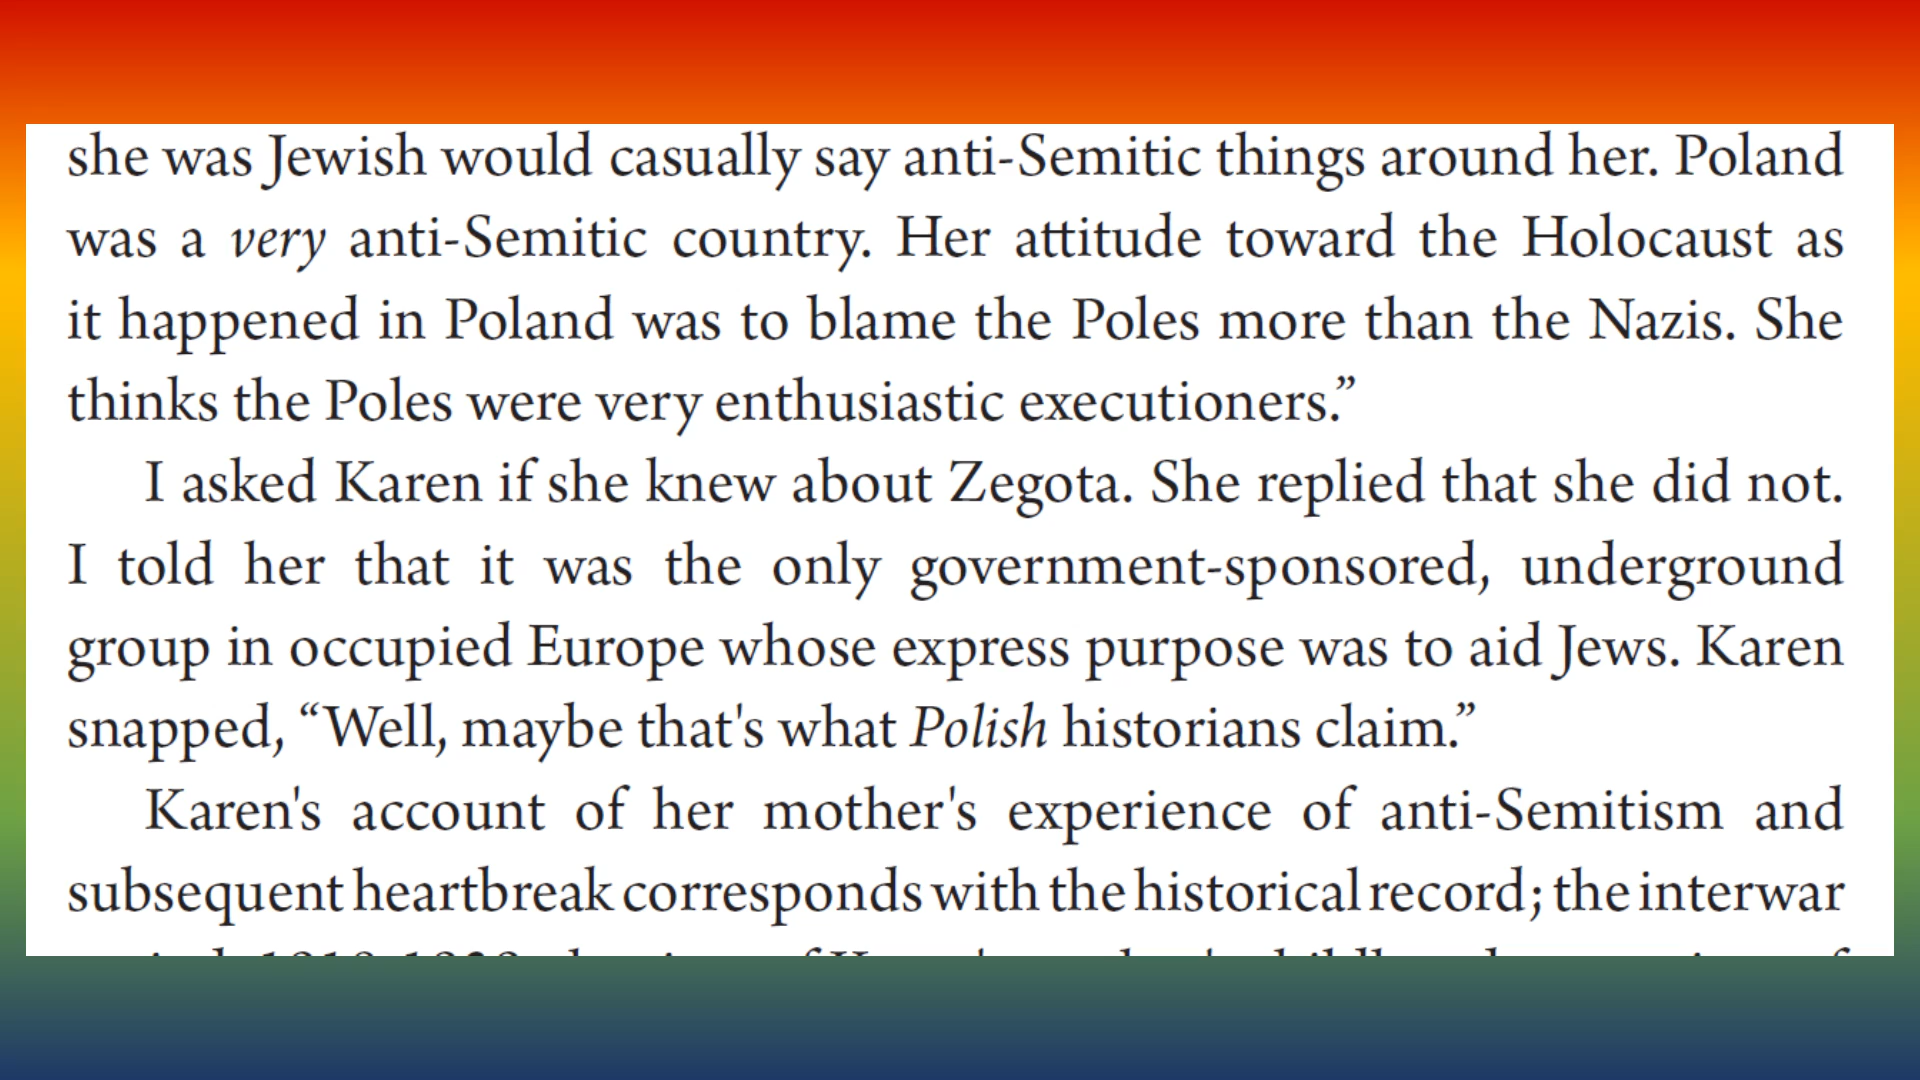 she was Jewish would casually say anti-Semitic things around her. Poland
was a very anti-Semitic country. Her attitude toward the Holocaust as
it happened in Poland was to blame the Poles more than the Nazis. She
thinks the Poles were very enthusiastic executioners.”
I asked Karen if she knew about Zegota. She replied that she did not.
I told her that it was the only government-sponsored, underground
group in occupied Europe whose express purpose was to aid Jews. Karen
snapped, “Well, maybe that's what Polish historians claim.”
Karen's account of her mother's experience of anti-Semitism and
subsequent heartbreak corresponds with the historical record; the interwar